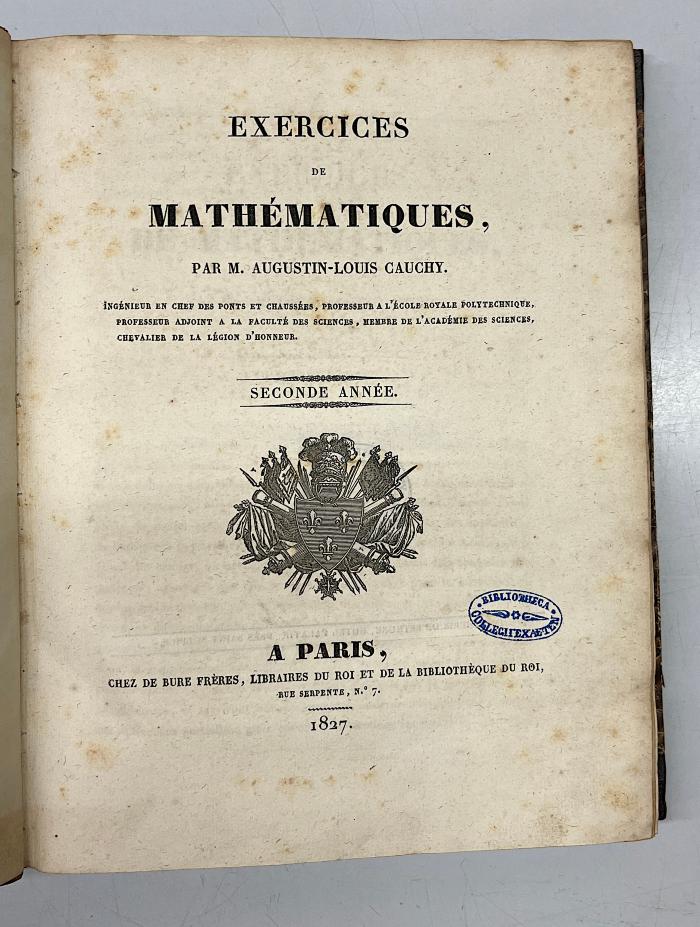 EXERCICES
DE
MATHÉMATIQUES,
PAR M. AUGUSTIN-LOUIS CAUCHY.
INGÉNIEUR EN CHEF DES PONTS ET CHAUSSÉES, PROFESSEUR A L'ÉCOLE ROYALE POLYTECHNIQUE,
PROFESSEUR ADJOINT A LA FACULTÉ DES SCIENCES, MEMBRE DE L'ACADÉMIE DES SCIENCES,
CHEVALIER DE LA LÉGION D'HONNEUR.
SECONDE ANNÉE.
BIBLIOTHECA
COLLEGII EXAETEN
A PARIS,
CHEZ DE BURE FRÈRES, LIBRAIRES DU ROI ET DE LA BIBLIOTHÈQUE DU ROI,
RUE SERPENTE, N.º 7.
1827.